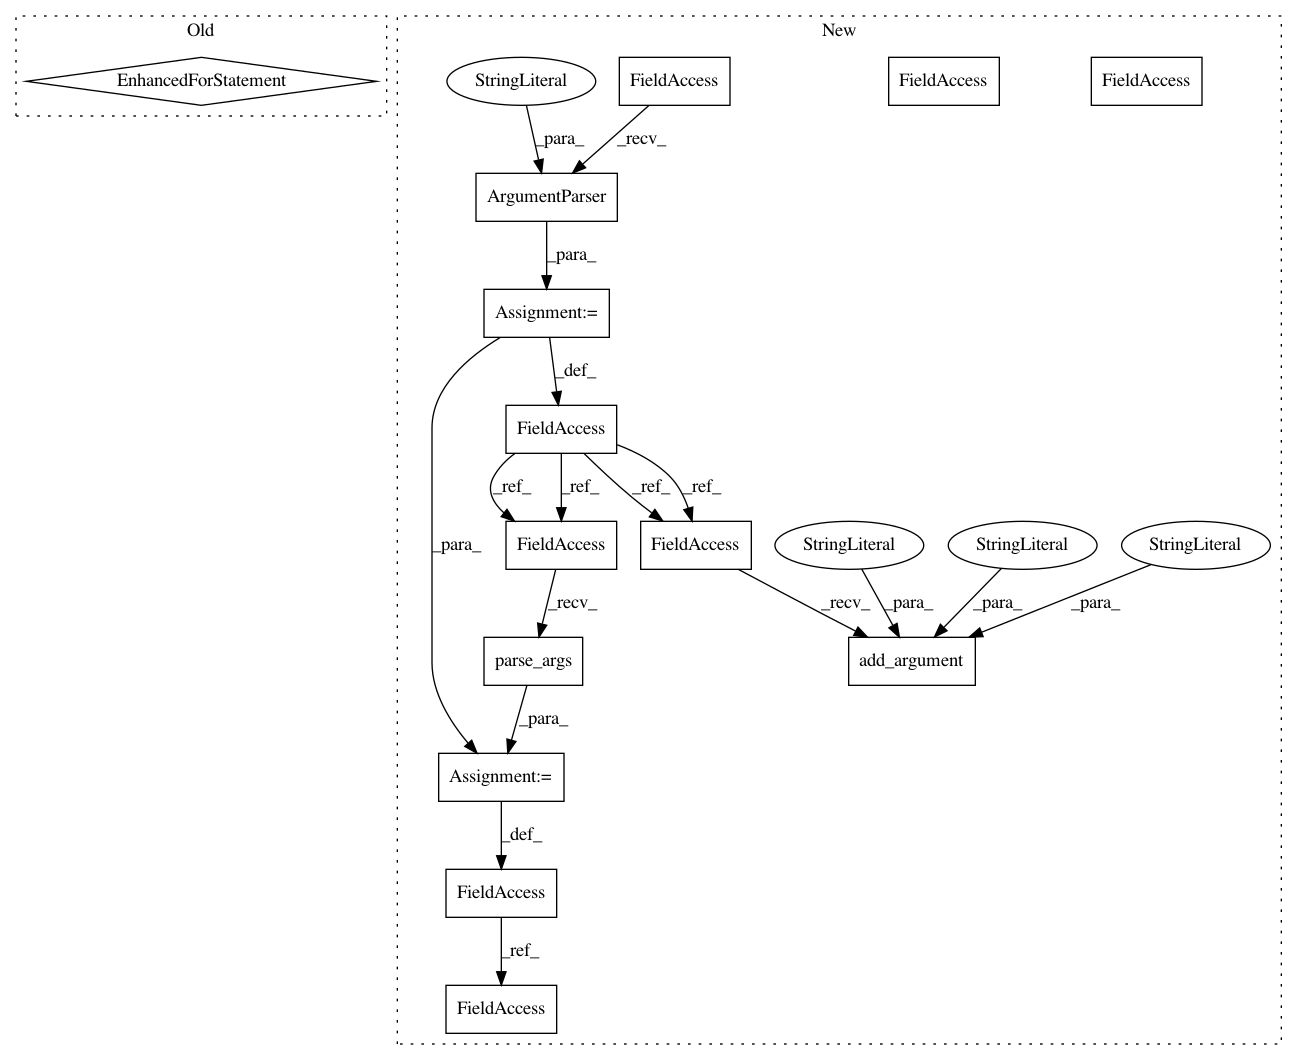 Old
New
EnhancedForStatement
StringLiteral
FieldAccess
FieldAccess
FieldAccess
_para_
_recv_
ArgumentParser
_para_
Assignment:=
_def_
FieldAccess
_ref_
_ref_
_ref_
_ref_
_para_
FieldAccess
FieldAccess
StringLiteral
StringLiteral
StringLiteral
_recv_
_recv_
_para_
_para_
_para_
parse_args
add_argument
_para_
Assignment:=
_def_
FieldAccess
_ref_
FieldAccess